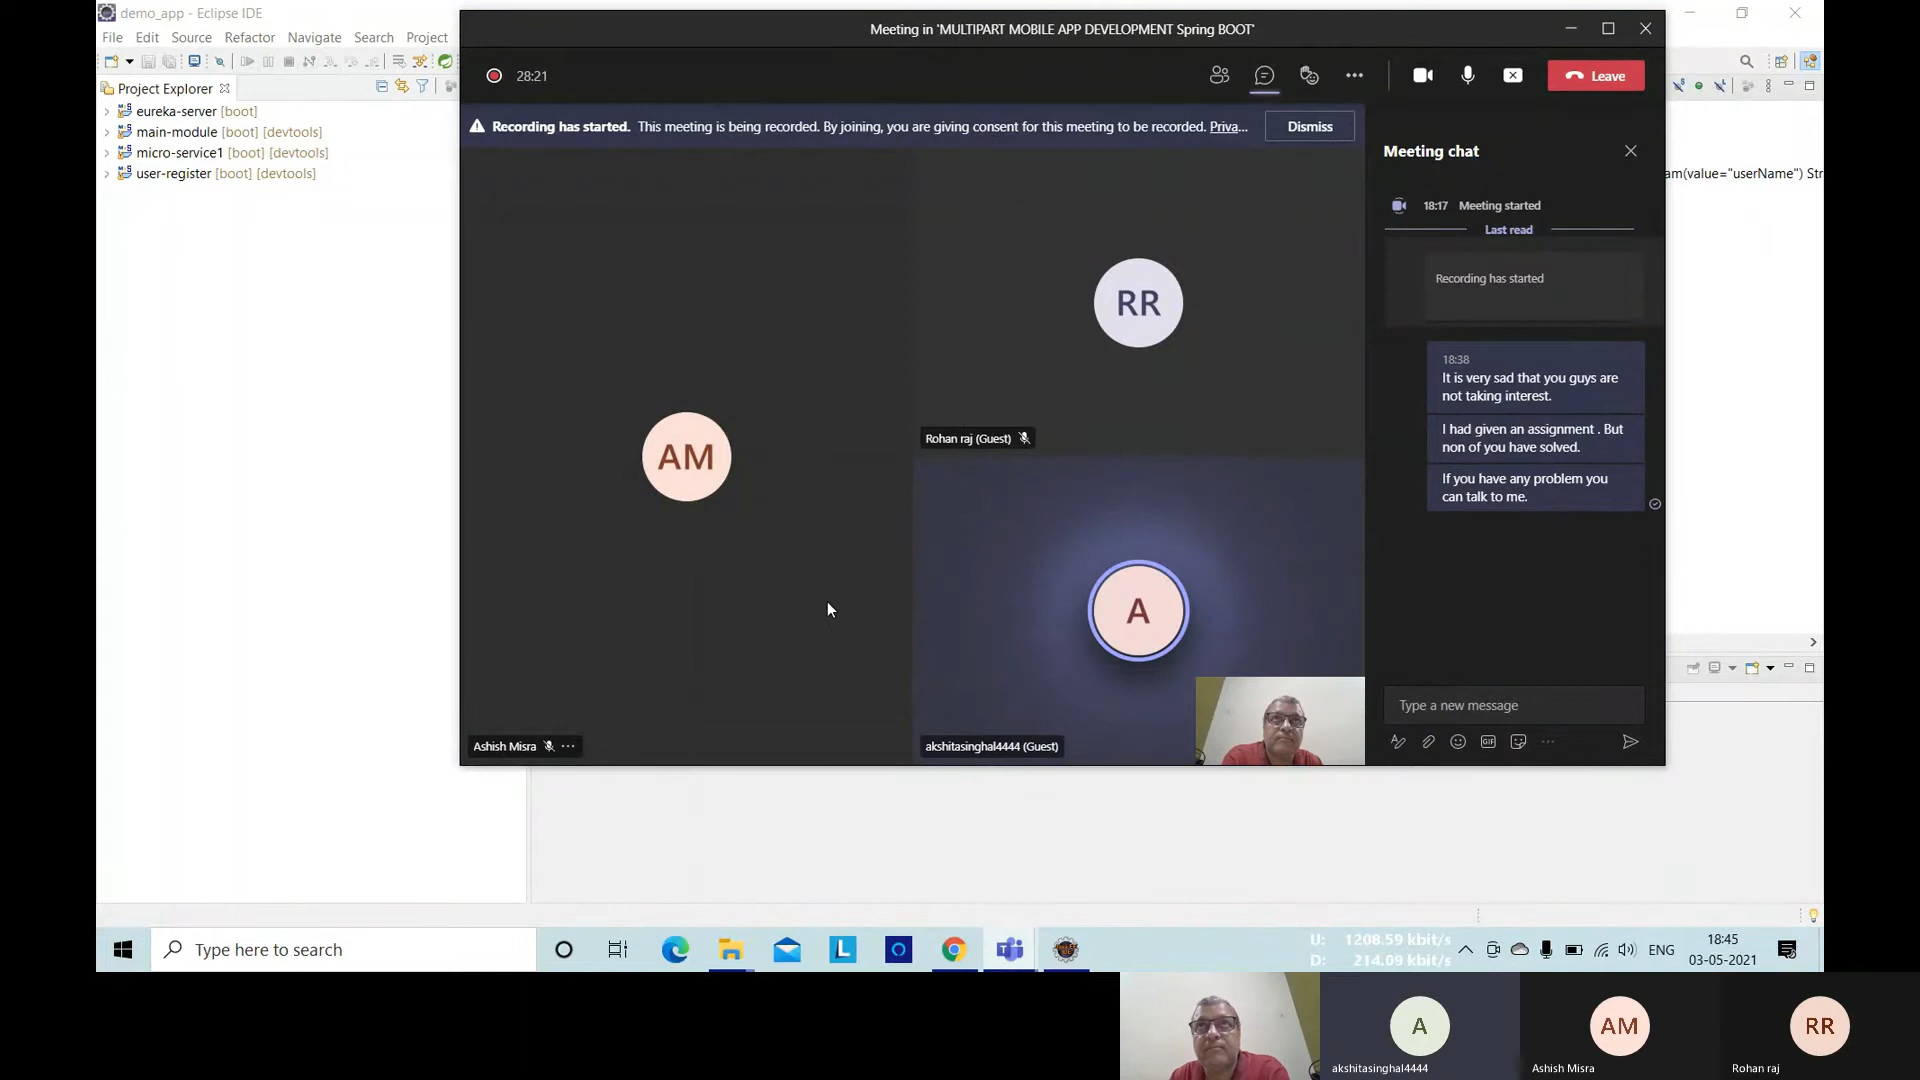 demo_app - Eclipse IDE
File Edit Source Refactor Navigate Search Project
Project Explorer
eureka-server [boot]
main-module [boot] [devtools]
micro-service1 [boot] [devtools]
user-register [boot] [devtools]
Meeting in 'MULTIPART MOBILE APP DEVELOPMENT Spring BOOT'
28:21
Leave
Recording has started. This meeting is being recorded. By joining, you are giving consent for this meeting to be recorded. Priva...
Dismiss
RR
Rohan raj (Guest)
AM
Ashish Misra
A
akshitasinghal4444 (Guest)
Meeting chat
18:17 Meeting started
Last read
Recording has started
18:38
It is very sad that you guys are
not taking interest.
I had given an assignment . But
non of you have solved.
If you have any problem you
can talk to me.
Type a new message
GIF
am(value="userName") Str
Type here to search
L
U: 1208.59 kbit/s
D: 214.09 kbit/s
ENG
18:45
03-05-2021
A
akshitasinghal4444
AM
Ashish Misra
RR
Rohan raj